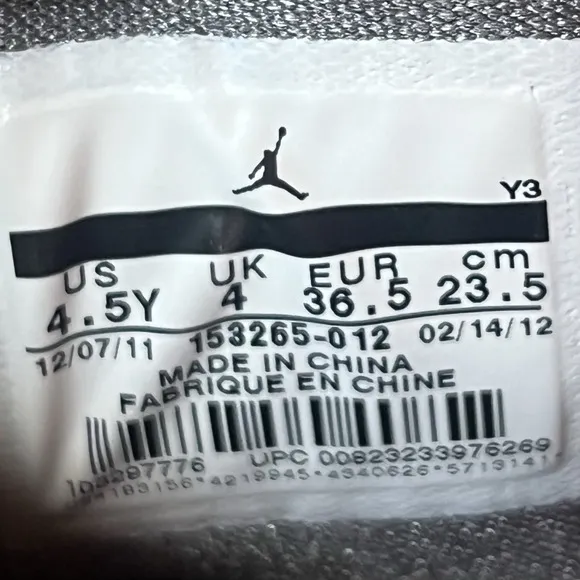 Y3
US UK EUR cm
4.5Y 4 36.5 23.5
12/07/11 153265-012 02/14/12
MADE IN CHINA
FABRIQUE EN CHINE
UPC 00823233976269